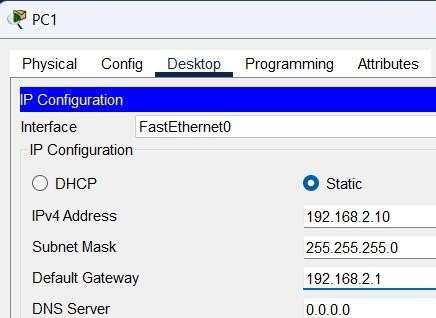 PC1
Physical Config Desktop Programming Attributes
IP Configuration
Interface FastEthernet0
IP Configuration
DHCP Static
IPv4 Address 192.168.2.10
Subnet Mask 255.255.255.0
Default Gateway 192.168.2.1
DNS Server 0.0.0.0